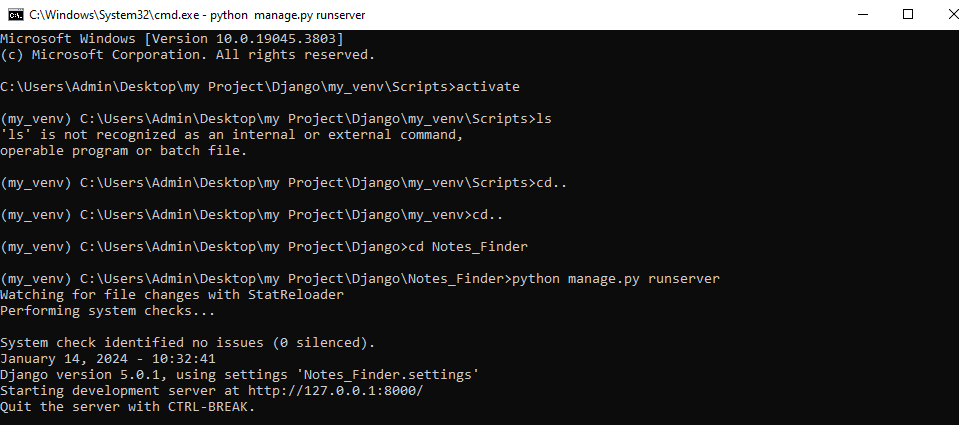 C:\Windows\System32\cmd.exe - python  manage.py runserver
Microsoft Windows [Version 10.0.19045.3803]
(c) Microsoft Corporation. All rights reserved.
C:\Users\Admin\Desktop\my Project\Django\my_venv\Scripts>activate
(my_venv) C:\Users\Admin\Desktop\my Project\Django\my_venv\Scripts>ls
'ls' is not recognized as an internal or external command,
operable program or batch file.
(my_venv) C:\Users\Admin\Desktop\my Project\Django\my_venv\Scripts>cd..
(my_venv) C:\Users\Admin\Desktop\my Project\Django\my_venv>cd..
(my_venv) C:\Users\Admin\Desktop\my Project\Django>cd Notes_Finder
(my_venv) C:\Users\Admin\Desktop\my Project\Django\Notes_Finder>python manage.py runserver
Watching for file changes with StatReloader
Performing system checks...
System check identified no issues (0 silenced).
January 14, 2024 - 10:32:41
Django version 5.0.1, using settings 'Notes_Finder.settings'
Starting development server at http://127.0.0.1:8000/
Quit the server with CTRL-BREAK.